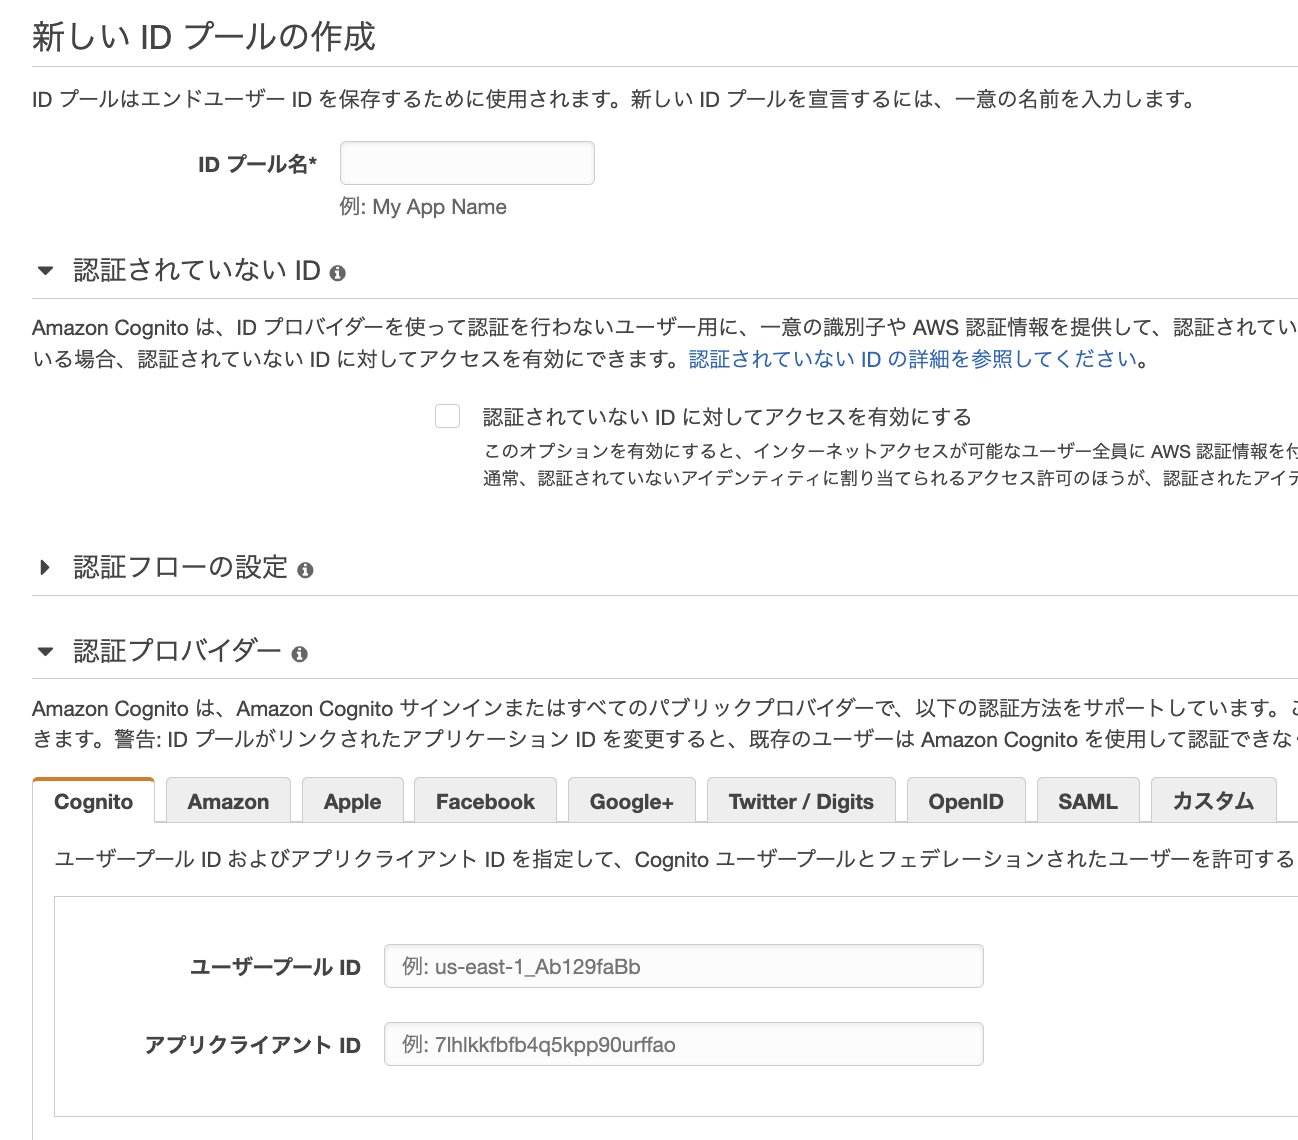 新しい ID プールの作成
ID プールはエンドユーザー ID を保存するために使用されます。新しい ID プールを宣言するには、一意の名前を入力します。
ID プール名*
例: My App Name
認証されていない ID
Amazon Cognito は、ID プロバイダーを使って認証を行わないユーザー用に、一意の識別子や AWS 認証情報を提供して、認証されてい
いる場合、認証されていない ID に対してアクセスを有効にできます。認証されていない ID の詳細を参照してください。
認証されていない ID に対してアクセスを有効にする
このオプションを有効にすると、インターネットアクセスが可能なユーザー全員に AWS 認証情報を付
通常、認証されていないアイデンティティに割り当てられるアクセス許可のほうが、認証されたアイデ
認証フローの設定
認証プロバイダー
Amazon Cognito は、Amazon Cognito サインインまたはすべてのパブリックプロバイダーで、以下の認証方法をサポートしています。こ
きます。警告: ID プールがリンクされたアプリケーション ID を変更すると、既存のユーザーは Amazon Cognito を使用して認証できな
Cognito Amazon Apple Facebook Google+ Twitter / Digits OpenID SAML カスタム
ユーザープール ID およびアプリクライアント ID を指定して、Cognito ユーザープールとフェデレーションされたユーザーを許可する
ユーザープール ID 例: us-east-1_Ab129faBb
アプリクライアント ID 例: 7lhlkkfbfb4q5kpp90urffao